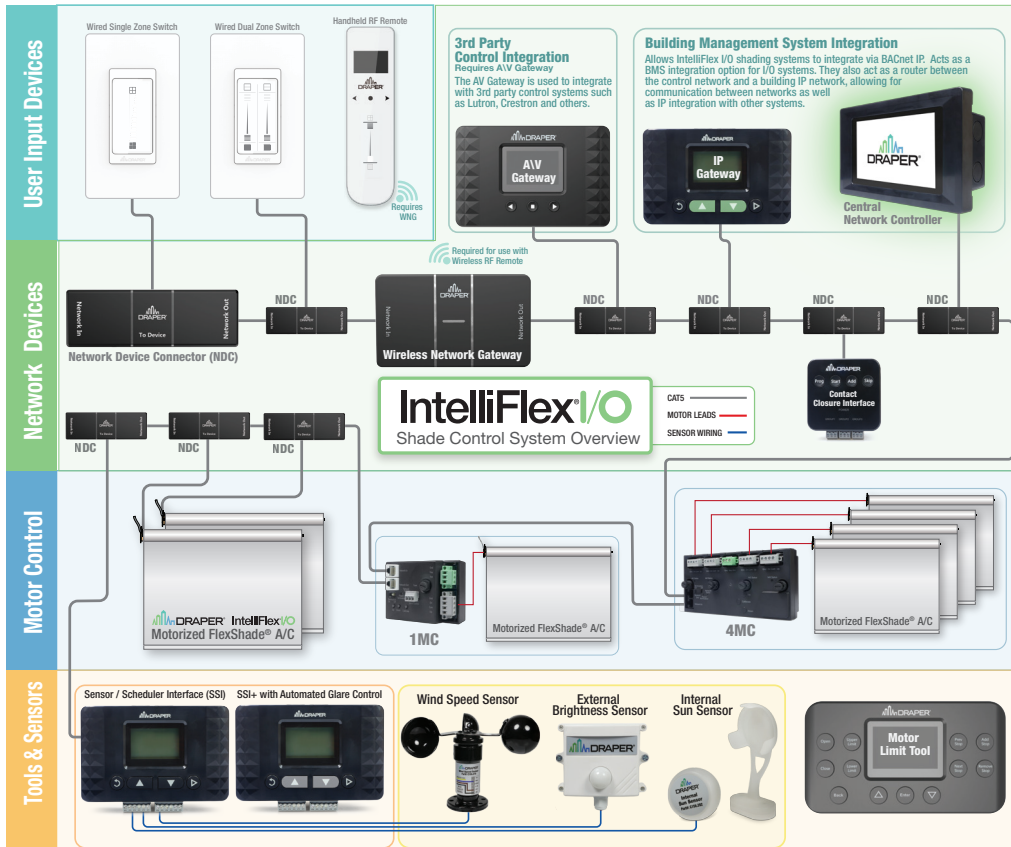 User Input Devices
Wired Single Zone Switch
Wired Dual Zone Switch
Handheld RF Remote
DRAPER
Requires
WNG
3rd Party
Control Integration
Requires A\V Gateway
The AV Gateway is used to integrate
with 3rd party control systems such
as Lutron, Crestron and others.
DRAPER
A\V
Gateway
Building Management System Integration
Allows IntelliFlex I/O shading systems to integrate via BACnet IP. Acts as a
BMS integration option for I/O systems. They also act as a router between
the control network and a building IP network, allowing for
communication between networks as well
as IP integration with other systems.
DRAPER
IP
Gateway
DRAPER®
Central
Network Controller
Network Devices
Network In
DRAPER
To Device
Network Out
Network Device Connector (NDC)
NDC
Required for use with
Wireless RF Remote
Network In
DRAPER
Network Out
Wireless Network Gateway
NDC
NDC
NDC
NDC
DRAPER
Prog
Start
Add
Skip
Contact
Closure Interface
IntelliFlex® I/O
Shade Control System Overview
CAT5
MOTOR LEADS
SENSOR WIRING
NDC
NDC
NDC
Motor Control
DRAPER IntelliFlex I/O
Motorized FlexShade® A/C
1MC
Motorized FlexShade® A/C
4MC
Motorized FlexShade® A/C
Tools & Sensors
Sensor / Scheduler Interface (SSI)
DRAPER
SSI+ with Automated Glare Control
DRAPER
Wind Speed Sensor
External
Brightness Sensor
DRAPER
Internal
Sun Sensor
DRAPER
Internal
Sun Sensor
DRAPER
Motor
Limit Tool
Open
Close
Back
Enter